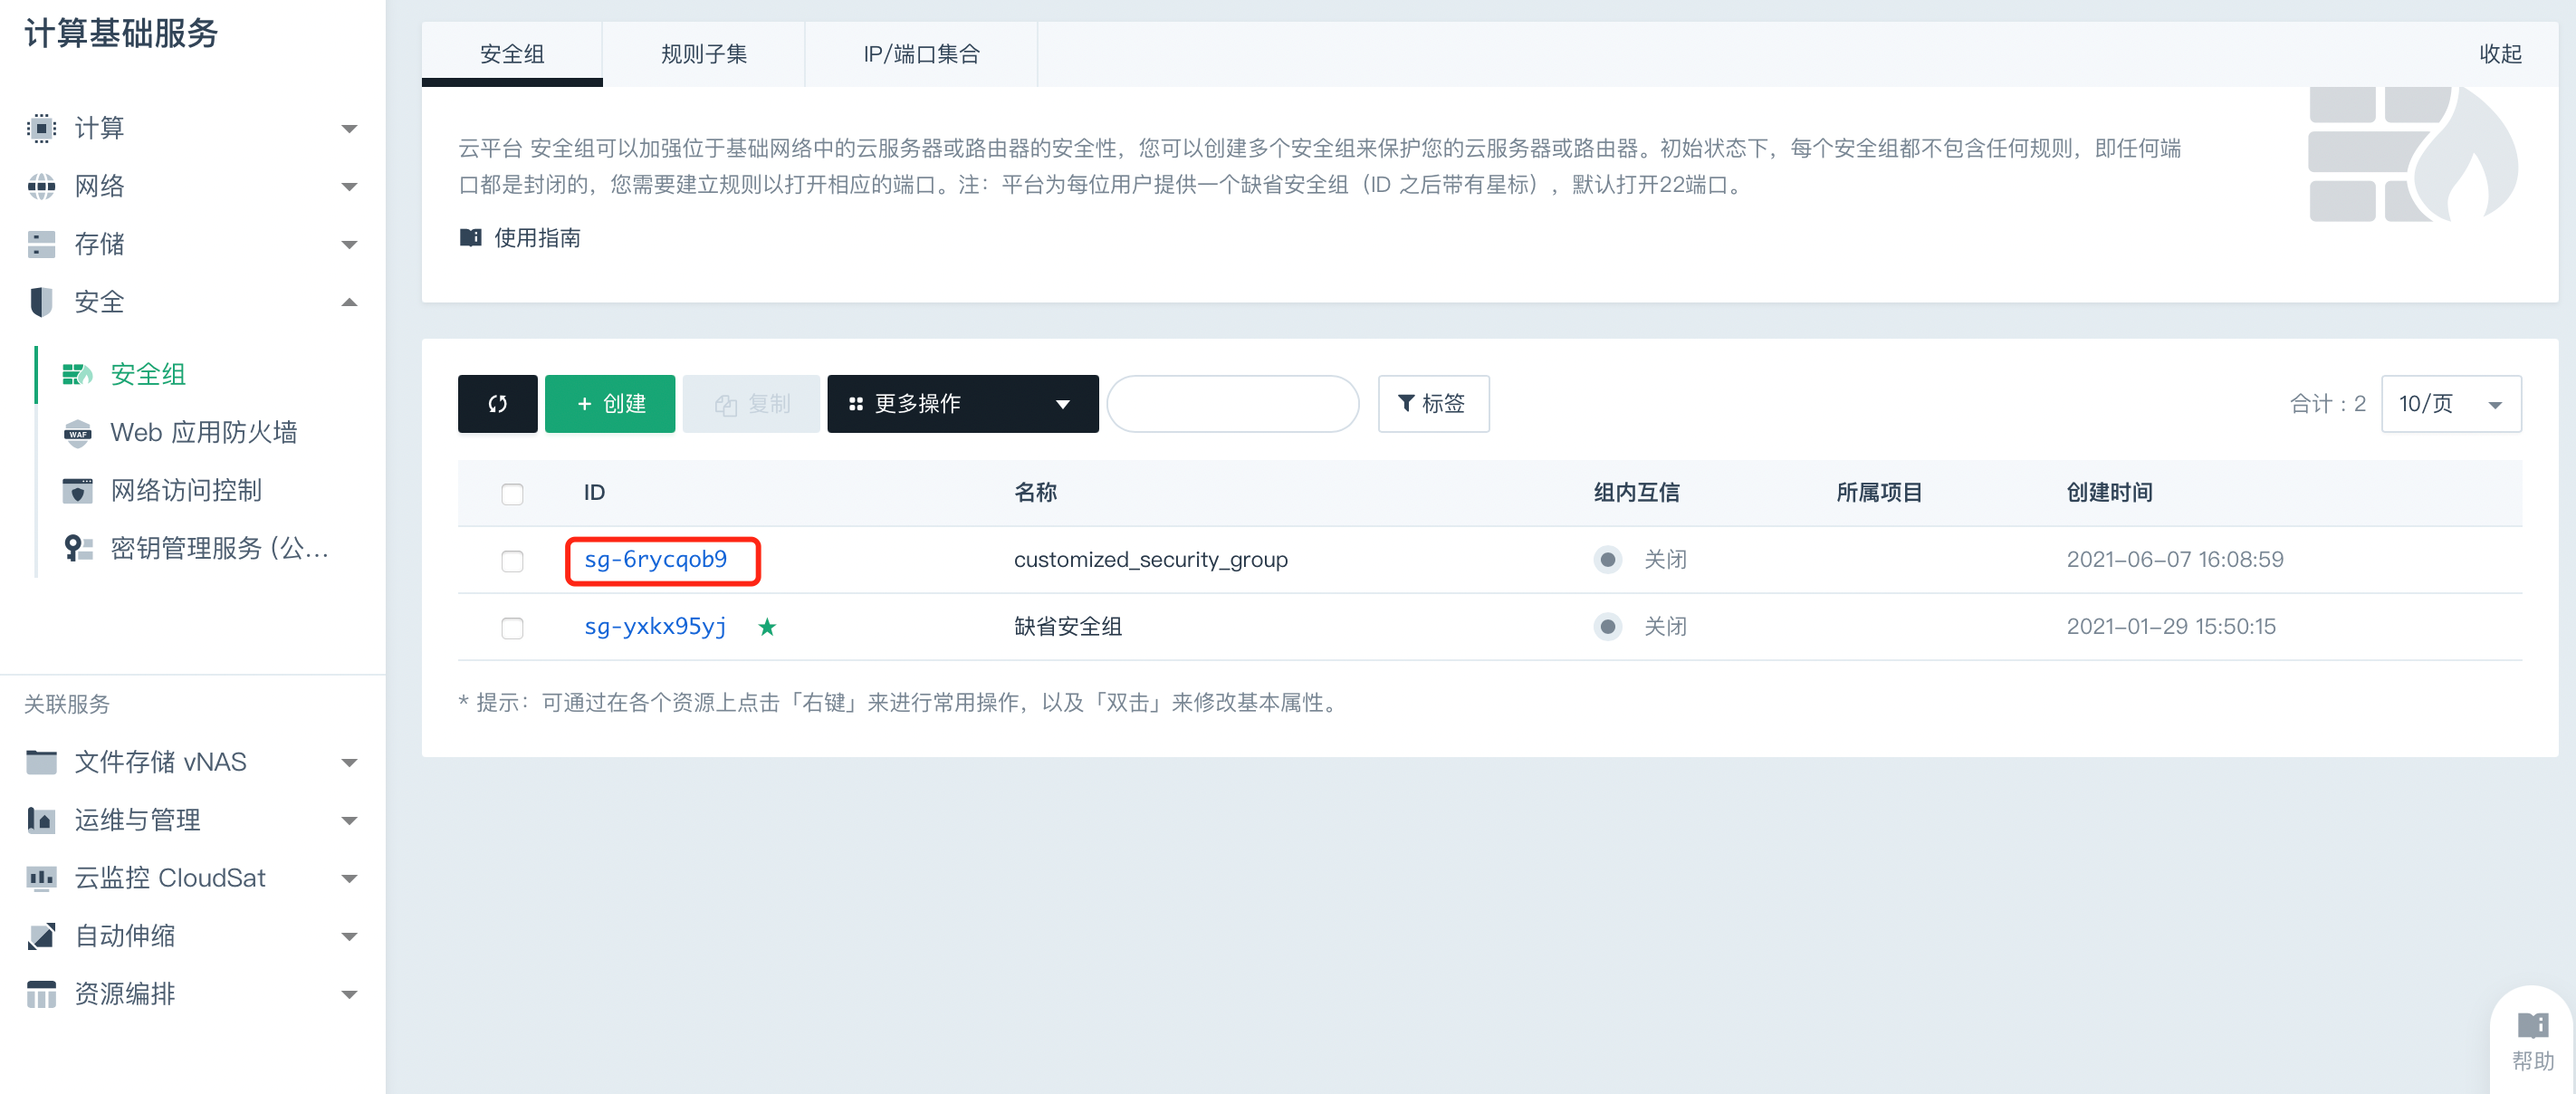 计算基础服务
计算
网络
存储
安全
安全组
WAF
Web 应用防火墙
网络访问控制
密钥管理服务 (公...
关联服务
文件存储 vNAS
运维与管理
云监控 CloudSat
自动伸缩
资源编排
安全组
规则子集
IP/端口集合
收起
云平台 安全组可以加强位于基础网络中的云服务器或路由器的安全性，您可以创建多个安全组来保护您的云服务器或路由器。初始状态下，每个安全组都不包含任何规则，即任何端
口都是封闭的，您需要建立规则以打开相应的端口。注：平台为每位用户提供一个缺省安全组（ID 之后带有星标），默认打开22端口。
使用指南
+ 创建
复制
更多操作
标签
合计：2
10/页
ID 名称 组内互信 所属项目 创建时间
sg-6rycqob9 customized_security_group 关闭 2021-06-07 16:08:59
sg-yxkx95yj ★ 缺省安全组 关闭 2021-01-29 15:50:15
* 提示：可通过在各个资源上点击「右键」来进行常用操作，以及「双击」来修改基本属性。
帮助